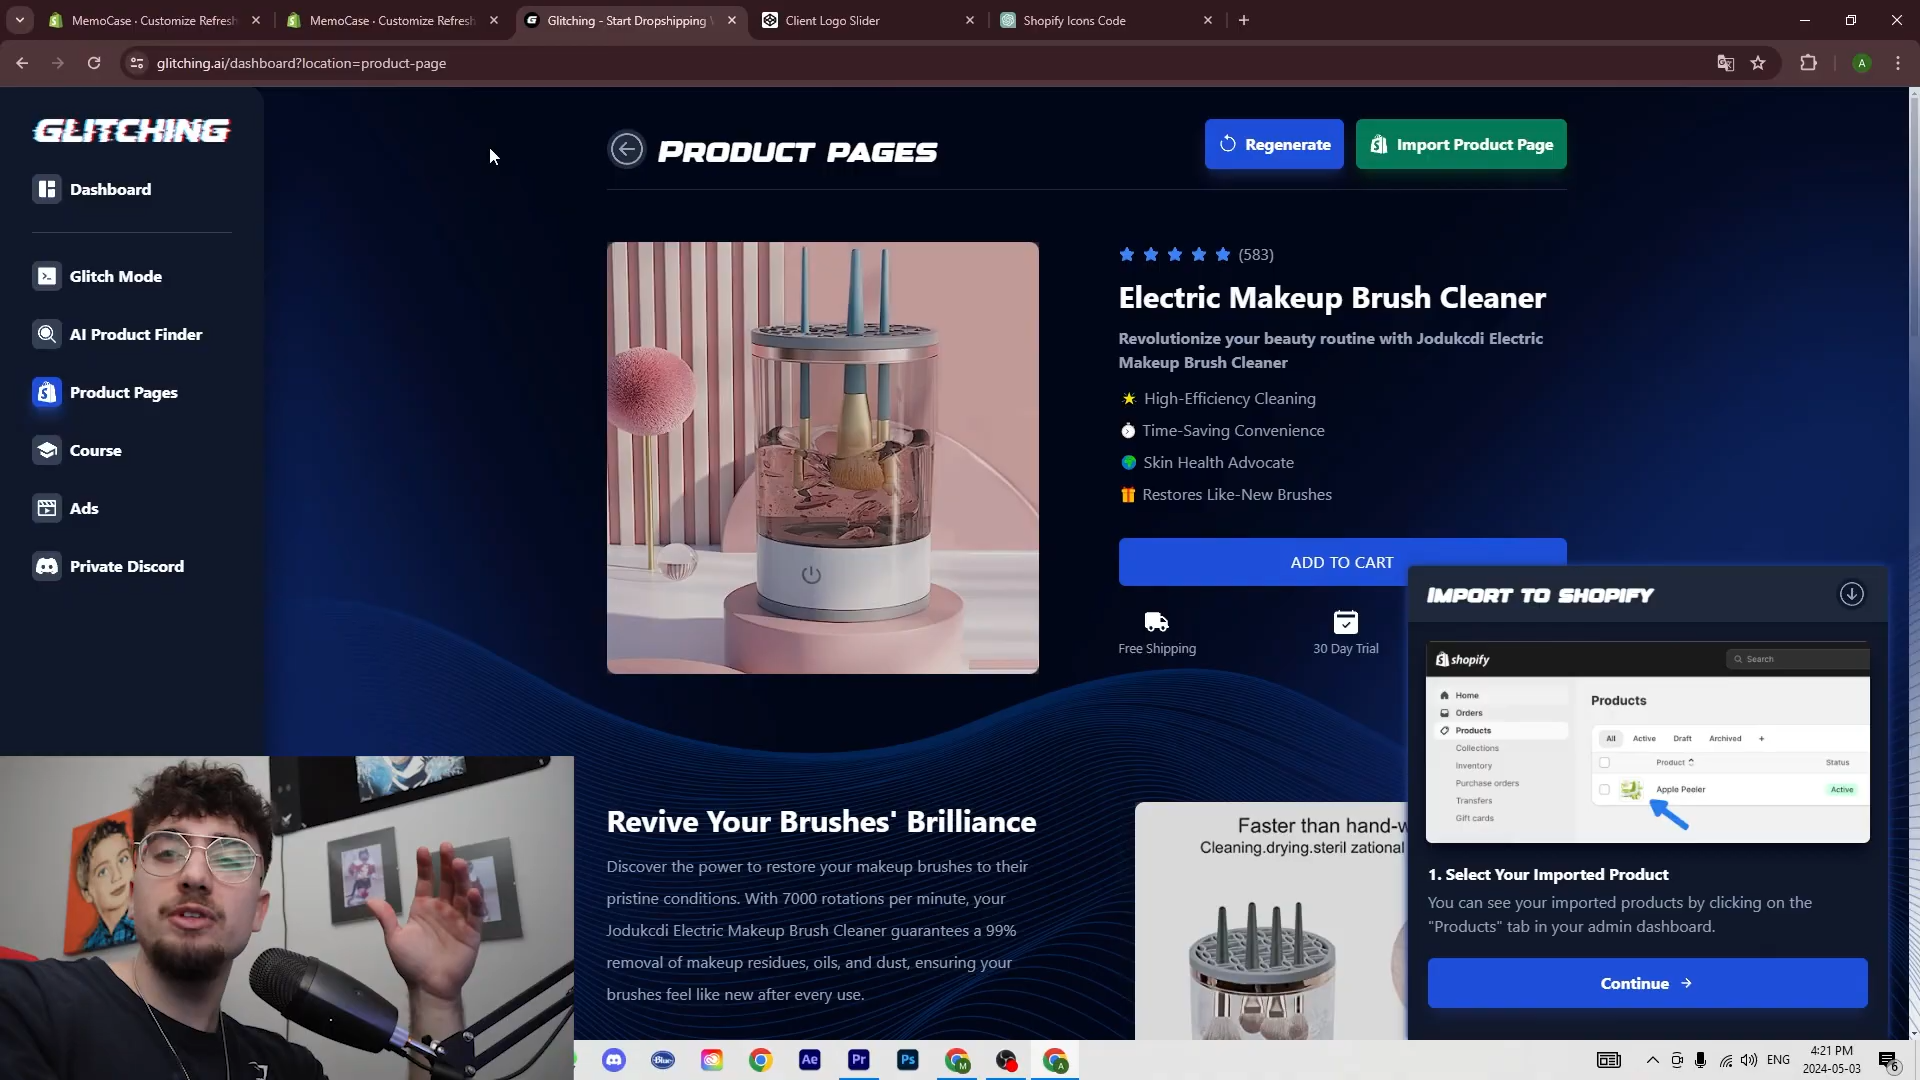 MemoCase · Customize Refresh
MemoCase · Customize Refresh
Glitching - Start Dropshipping
Client Logo Slider
Shopify Icons Code
glitching.ai/dashboard?location=product-page
A
GLITCHING
Dashboard
Glitch Mode
AI Product Finder
Product Pages
Course
Ads
Private Discord
PRODUCT PAGES
Regenerate
Import Product Page
(583)
Electric Makeup Brush Cleaner
Revolutionize your beauty routine with Jodukcdi Electric
Makeup Brush Cleaner
High-Efficiency Cleaning
Time-Saving Convenience
Skin Health Advocate
Restores Like-New Brushes
ADD TO CART
Free Shipping
30 Day Trial
Revive Your Brushes' Brilliance
Discover the power to restore your makeup brushes to their
pristine conditions. With 7000 rotations per minute, your
Jodukcdi Electric Makeup Brush Cleaner guarantees a 99%
removal of makeup residues, oils, and dust, ensuring your
brushes feel like new after every use.
Faster than hand-w
Cleaning.drying.steril zational
IMPORT TO SHOPIFY
shopify
Search
Home
Orders
Products
Collections
Inventory
Purchase orders
Transfers
Gift cards
Products
All
Active
Draft
Archived
+
Product
Status
Apple Peeler
Active
1. Select Your Imported Product
You can see your imported products by clicking on the
"Products" tab in your admin dashboard.
Continue →
Blue
Ae
Pr
Ps
M
A
ENG
4:21 PM
2024-05-03
6